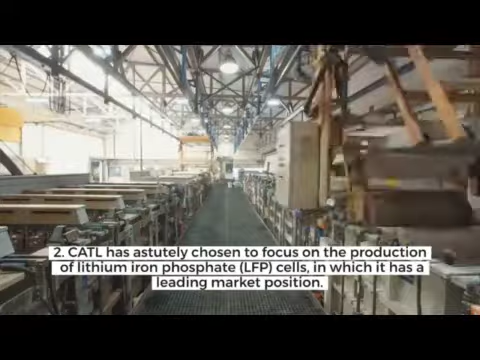 2. CATL has astutely chosen to focus on the production
of lithium iron phosphate (LFP) cells, in which it has a
leading market position.